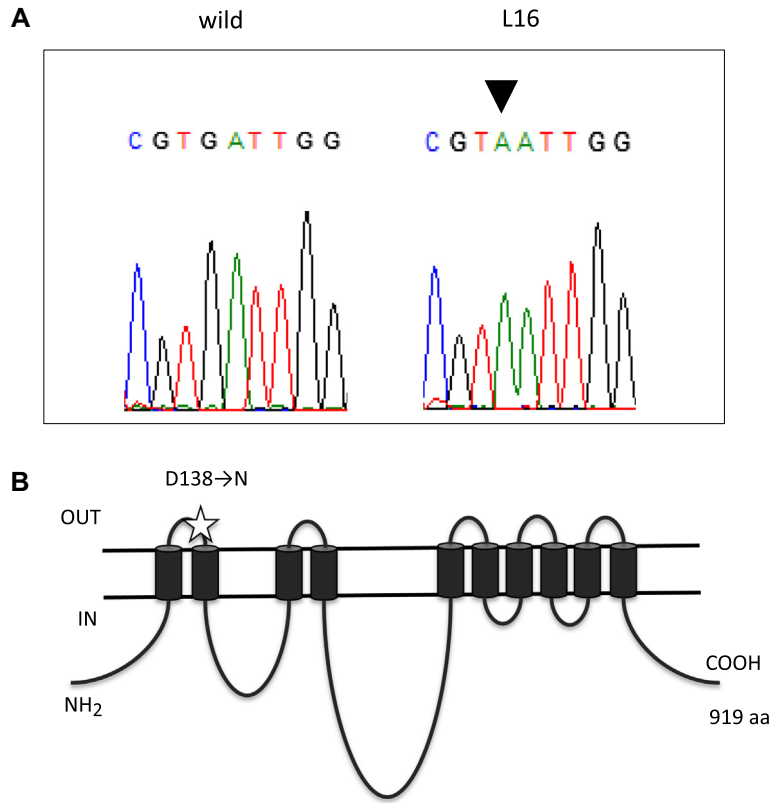 A
wild
L16
CGTGATTGG
CGTAATTGG
B
D138→N
OUT
IN
NH2
COOH
919 aa